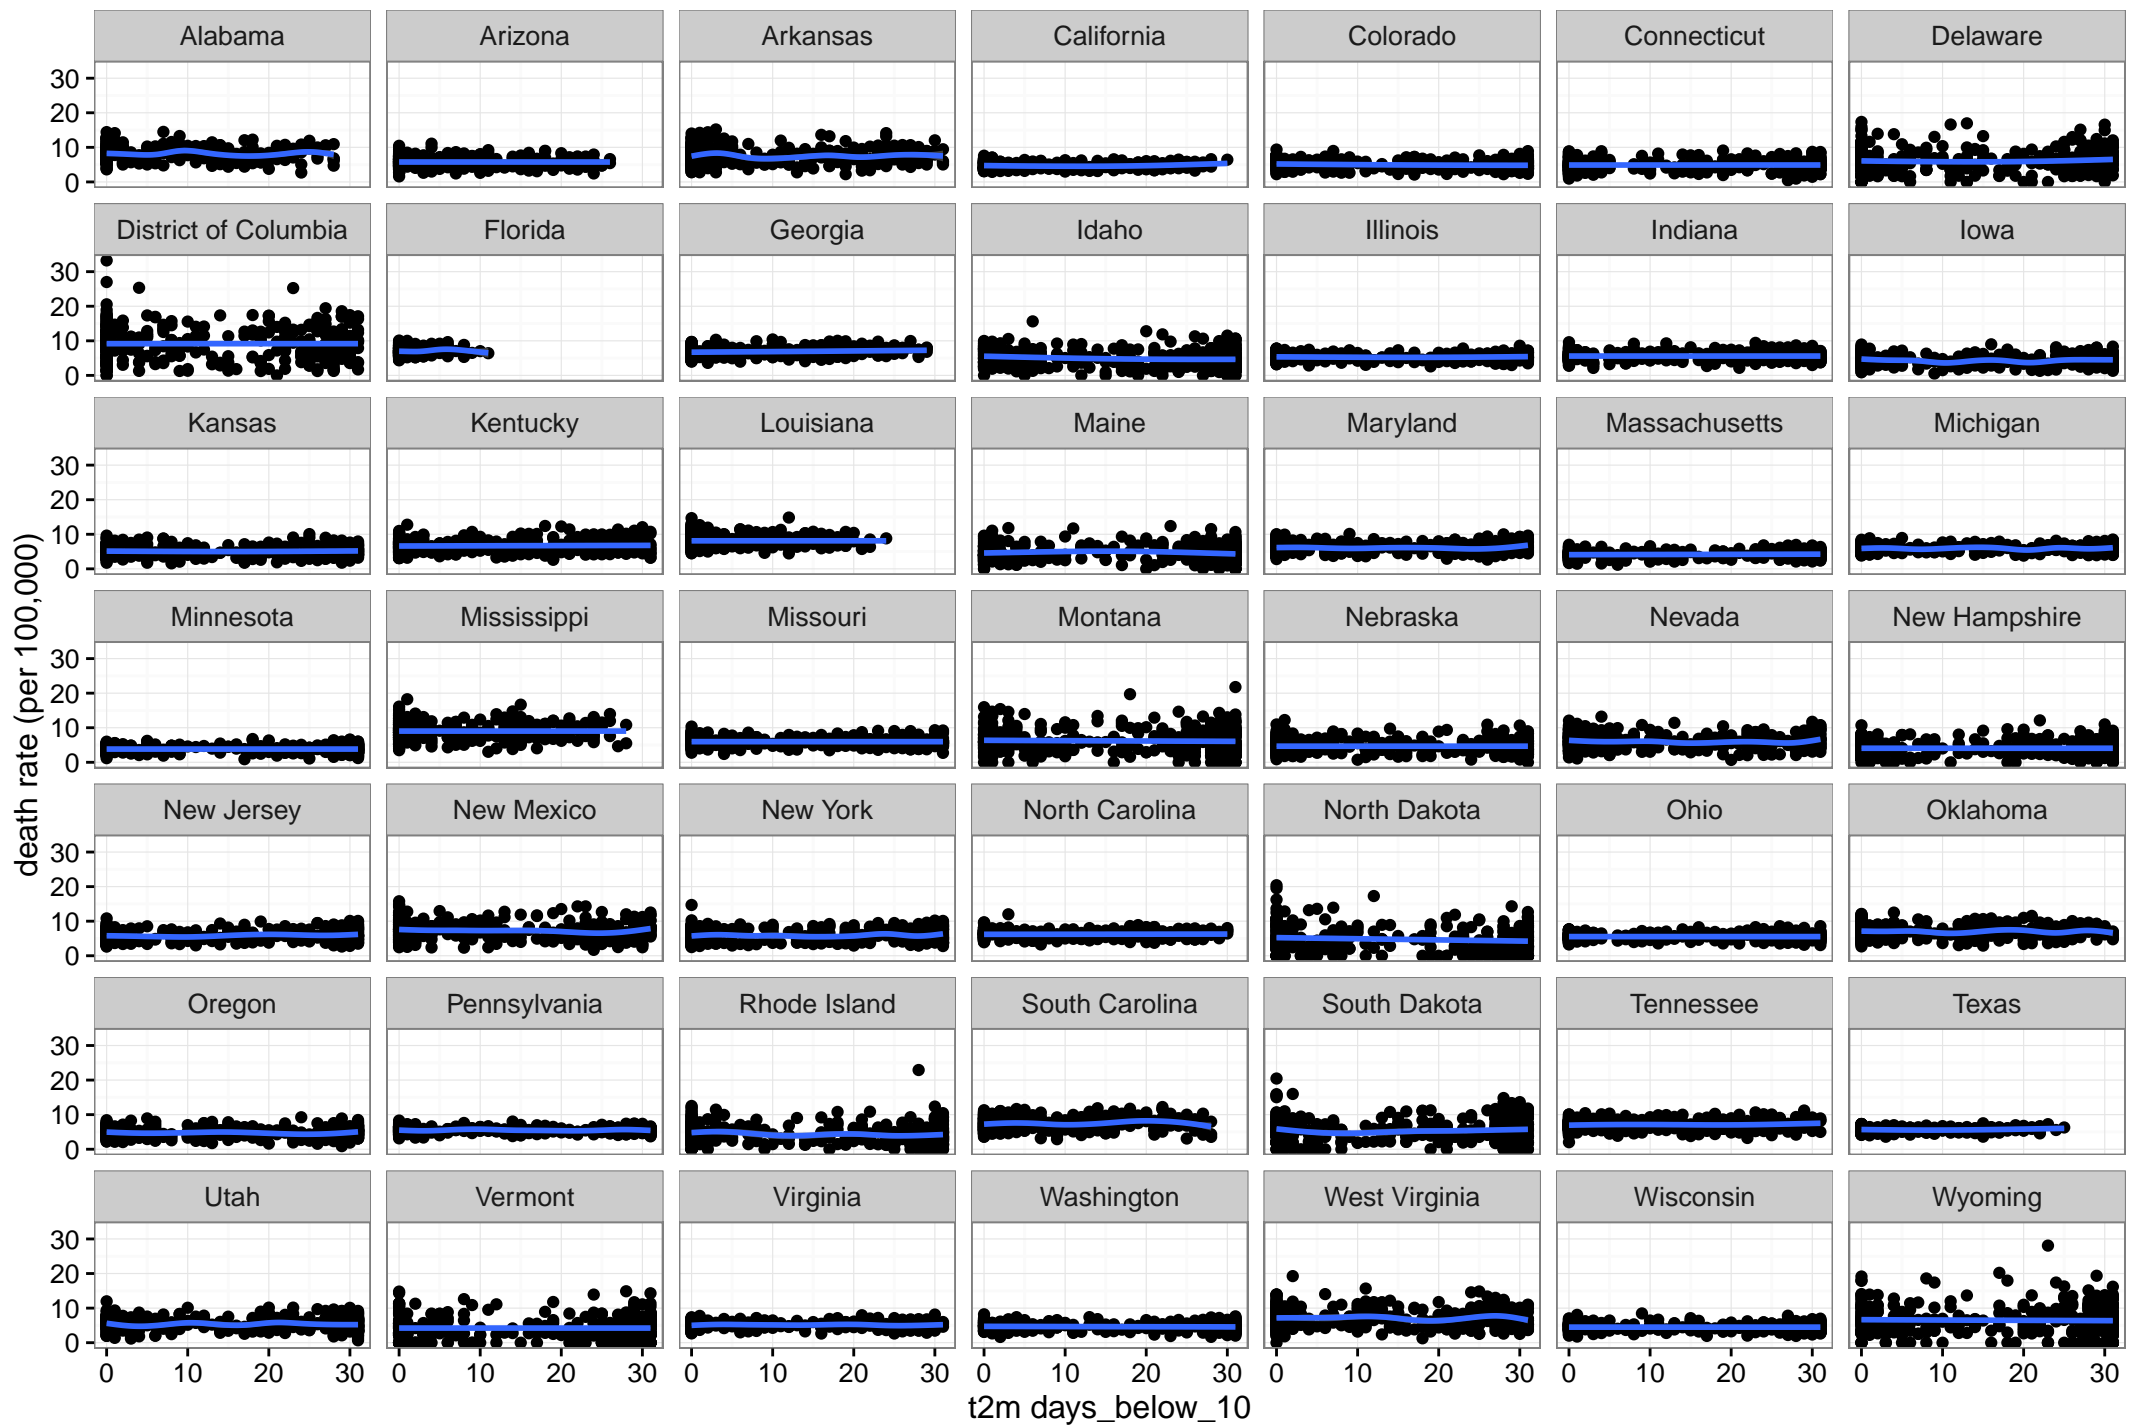 Alabama Arizona Arkansas California Colorado Connecticut Delaware
30
20
10
0
District of Columbia Florida Georgia Idaho Illinois Indiana Iowa
30
20
10
0
Kansas Kentucky Louisiana Maine Maryland Massachusetts Michigan
30
20
10
0
death rate (per 100,000)
Minnesota Mississippi Missouri Montana Nebraska Nevada New Hampshire
30
20
10
0
New Jersey New Mexico New York North Carolina North Dakota Ohio Oklahoma
30
20
10
0
Oregon Pennsylvania Rhode Island South Carolina South Dakota Tennessee Texas
30
20
10
0
Utah Vermont Virginia Washington West Virginia Wisconsin Wyoming
30
20
10
0
0 10 20 30 0 10 20 30 0 10 20 30 0 10 20 30 0 10 20 30 0 10 20 30 0 10 20 30
t2m days_below_10